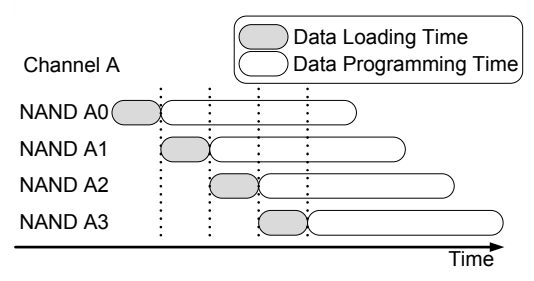 Data Loading Time
Data Programming Time
Channel A
NAND A0
NAND A1
NAND A2
NAND A3
Time